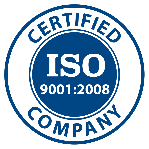 CERTIFIED
ISO
9001:2008
COMPANY